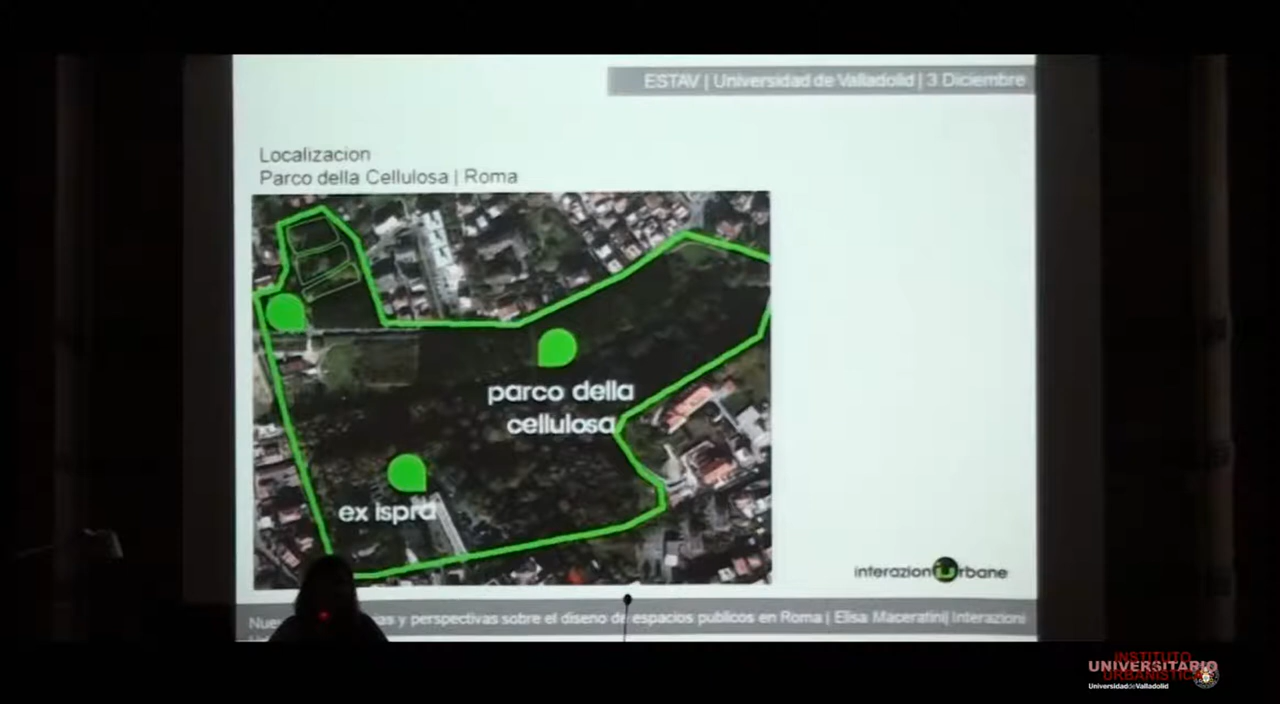 ESTAV | Universidad de Valladolid | 3 Diciembre
Localizacion
Parco della Cellulosa | Roma
parco della
cellulosa
ex ispra
interazioni Urbane
y perspectivas sobre el diseno de espacios publicos en Roma | Elisa Maceratini| Interazioni
INSTITUTO
UNIVERSITARIO
URBANÍSTICA
Universidad de Valladolid